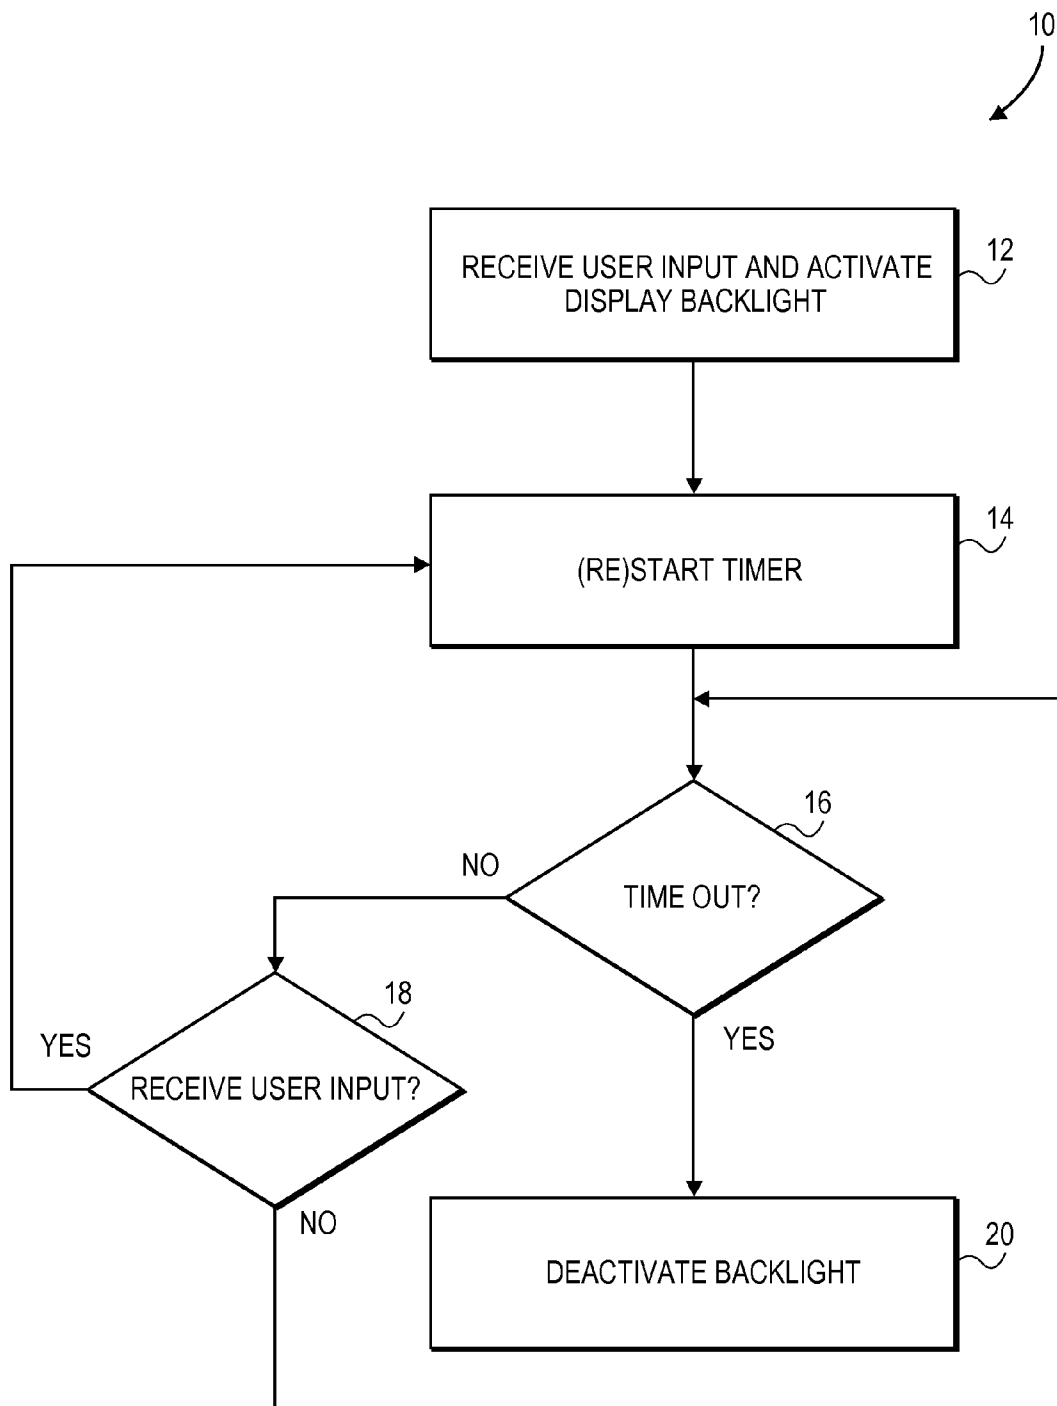 10
RECEIVE USER INPUT AND ACTIVATE
DISPLAY BACKLIGHT
12
(RE)START TIMER
14
16
NO
TIME OUT?
YES
18
YES
RECEIVE USER INPUT?
NO
DEACTIVATE BACKLIGHT
20